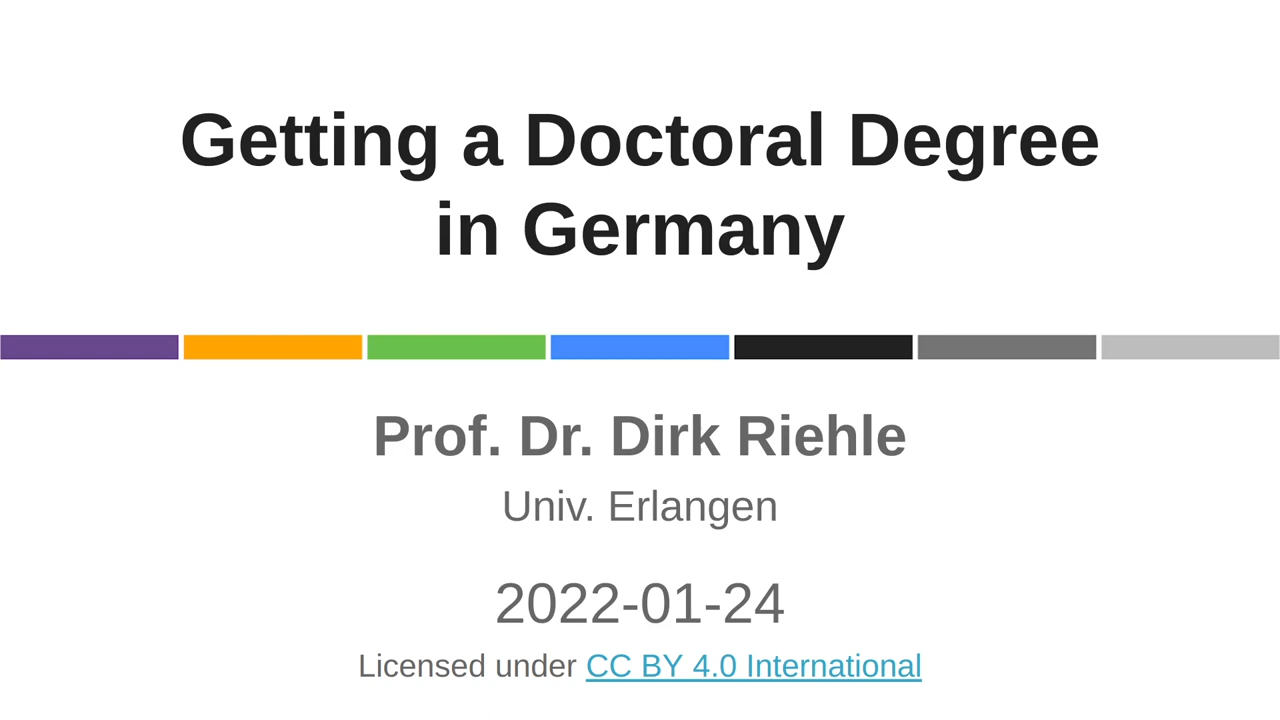 Getting a Doctoral Degree
in Germany
Prof. Dr. Dirk Riehle
Univ. Erlangen
2022-01-24
Licensed under CC BY 4.0 International